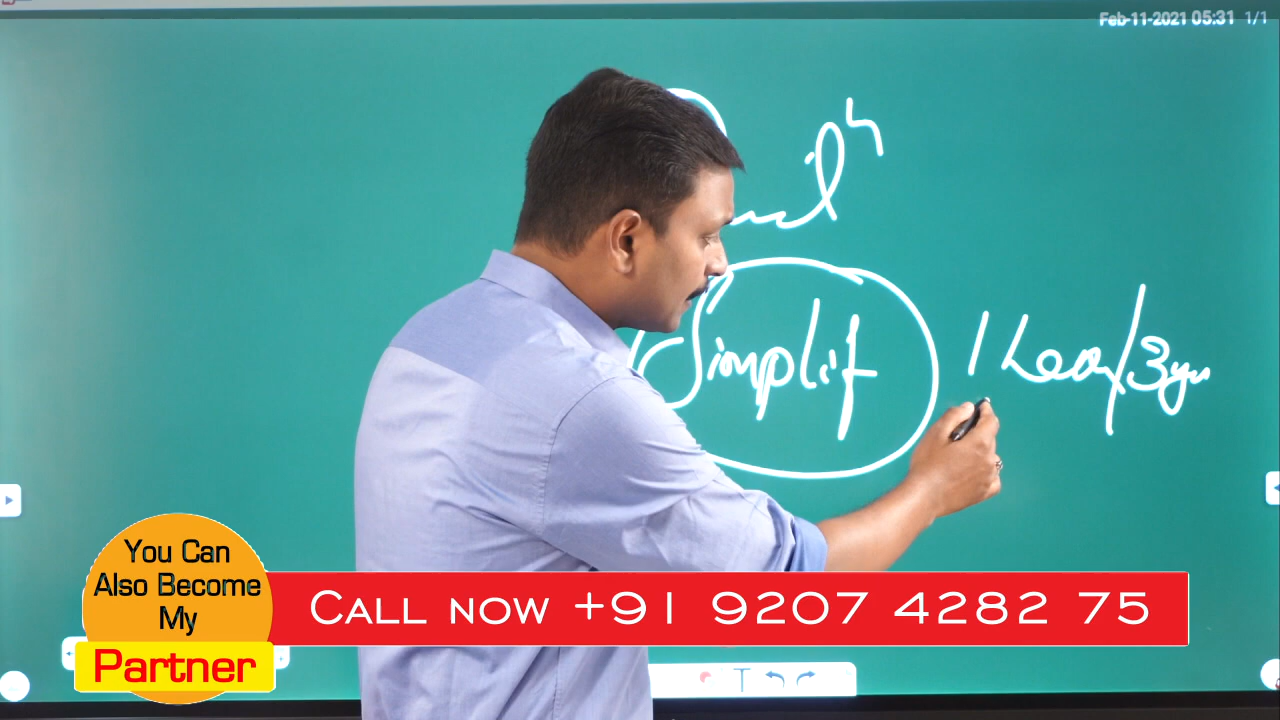 Feb-11-2021 05:31 1/1
Simplif
You Can
Also Become
My
Partner
Call now +91 9207 4282 75